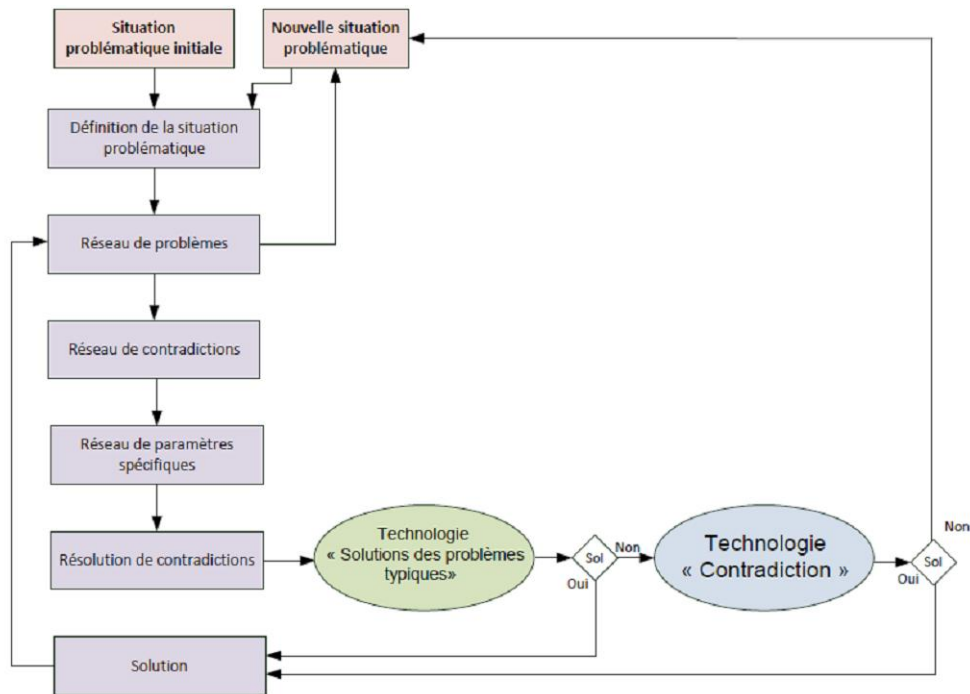 Situation
problématique initiale
Nouvelle situation
problématique
Définition de la situation
problématique
Réseau de problèmes
Réseau de contradictions
Réseau de paramètres
spécifiques
Résolution de contradictions
Technologie
« Solutions des problèmes
typiques»
Sol
Non
Oui
Technologie
« Contradiction »
Sol
Non
Oui
Solution